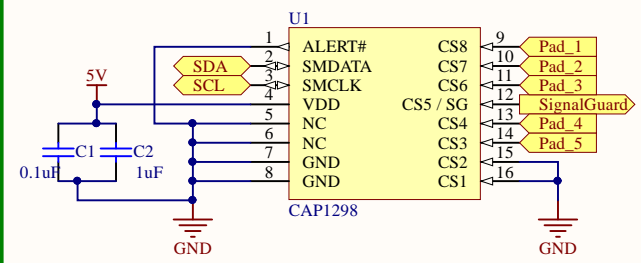 U1
1 ALERT# CS8 9 Pad_1
SDA 2 SMDATA CS7 10 Pad_2
SCL 3 SMCLK CS6 11 Pad_3
5V 4 VDD CS5 / SG 12 SignalGuard
5 NC CS4 13 Pad_4
6 NC CS3 14 Pad_5
7 GND CS2 15
8 GND CS1 16
C1 C2
0.1uF 1uF
CAP1298
GND GND